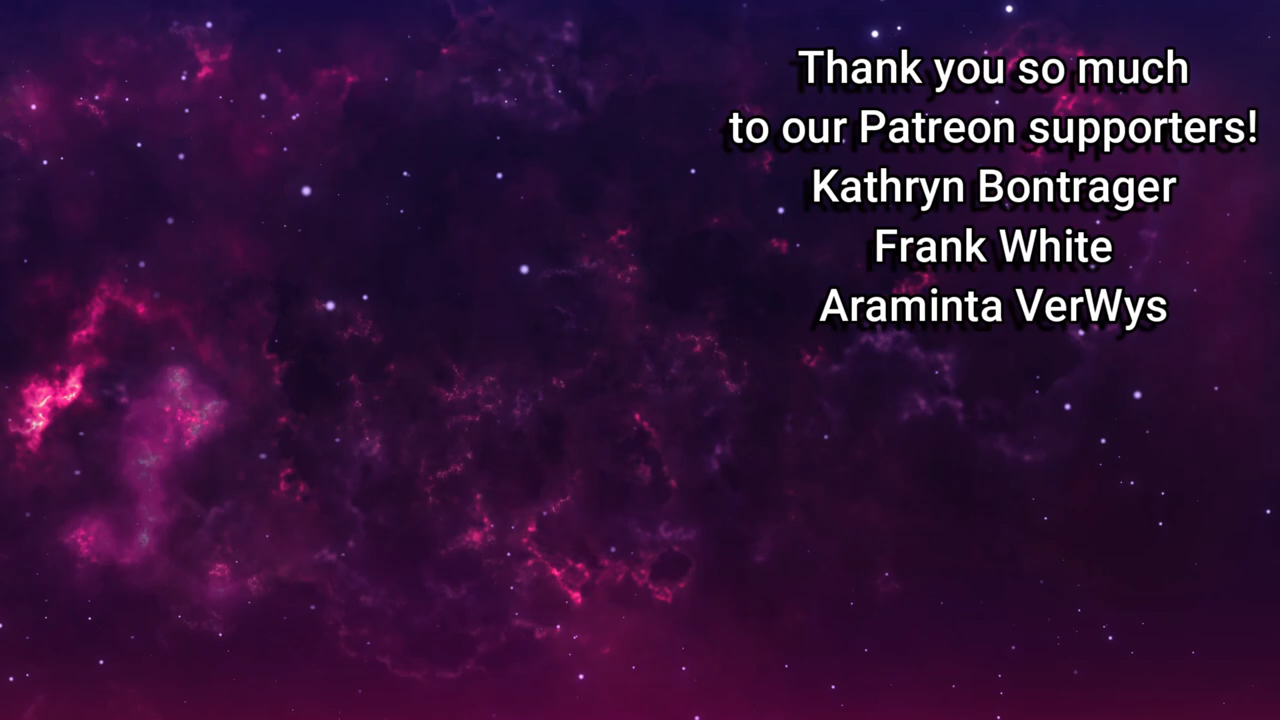 Thank you so much
to our Patreon supporters!
Kathryn Bontrager
Frank White
Araminta VerWys